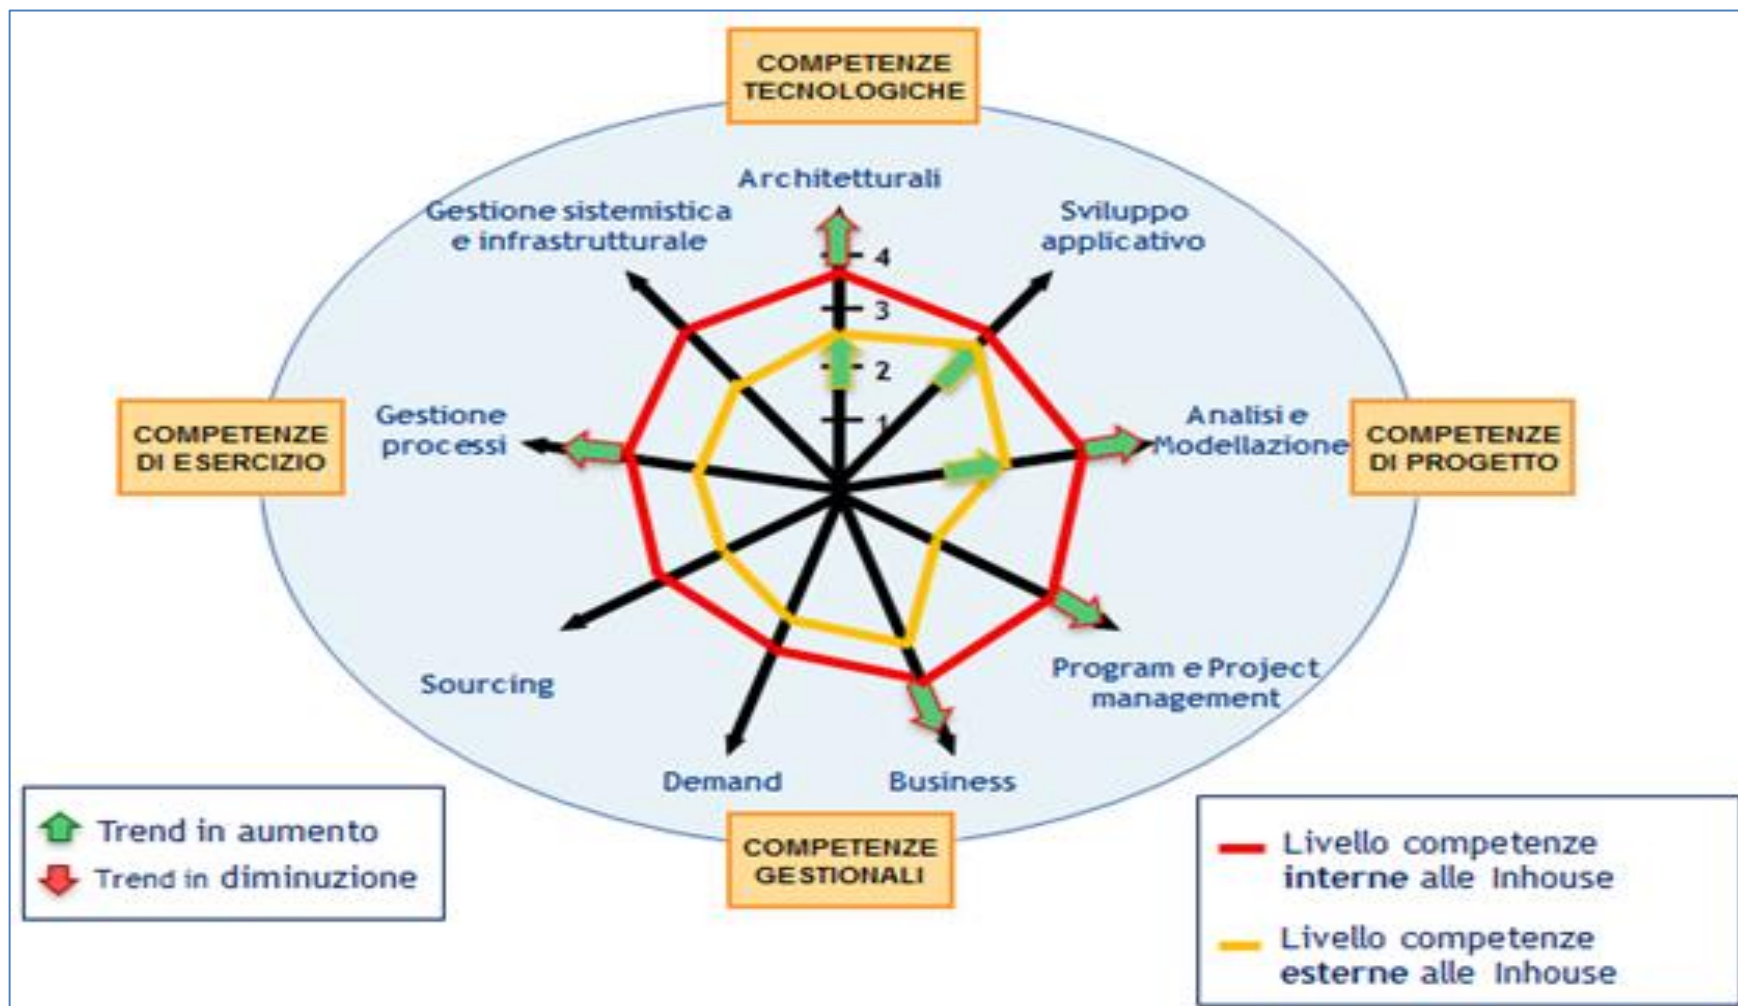 COMPETENZE
TECNOLOGICHE
Architetturali
Gestione sistemistica
e infrastrutturale
Sviluppo
applicativo
4
3
2
1
Gestione
processi
Analisi e
Modellazione
COMPETENZE
DI ESERCIZIO
COMPETENZE
DI PROGETTO
Sourcing
Program e Project
management
Demand
Business
COMPETENZE
GESTIONALI
Trend in aumento
Trend in diminuzione
Livello competenze
interne alle Inhouse
Livello competenze
esterne alle Inhouse